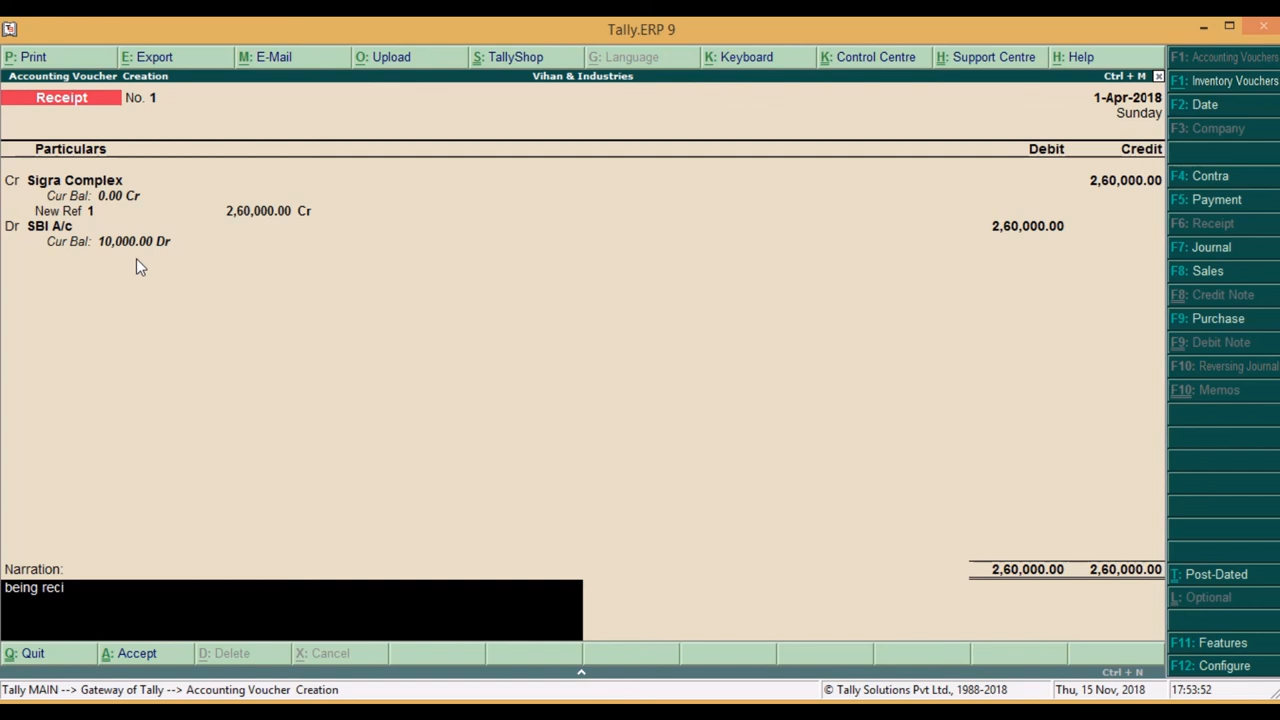 Tally.ERP 9
P: Print E: Export M: E-Mail O: Upload S: TallyShop G: Language K: Keyboard K: Control Centre H: Support Centre H: Help
Accounting Voucher Creation Vihan & Industries Ctrl + M
Receipt No. 1 1-Apr-2018
Sunday
Particulars Debit Credit
Cr Sigra Complex 2,60,000.00
Cur Bal: 0.00 Cr
New Ref 1 2,60,000.00 Cr
Dr SBI A/c 2,60,000.00
Cur Bal: 10,000.00 Dr
Narration: 2,60,000.00 2,60,000.00
being reci
Q: Quit A: Accept D: Delete X: Cancel
Ctrl + N
Tally MAIN --> Gateway of Tally --> Accounting Voucher Creation © Tally Solutions Pvt Ltd., 1988-2018 Thu, 15 Nov, 2018 17:53:52
F1: Accounting Vouchers
F1: Inventory Vouchers
F2: Date
F3: Company
F4: Contra
F5: Payment
F6: Receipt
F7: Journal
F8: Sales
F8: Credit Note
F9: Purchase
F9: Debit Note
F10: Reversing Journal
F10: Memos
T: Post-Dated
L: Optional
F11: Features
F12: Configure